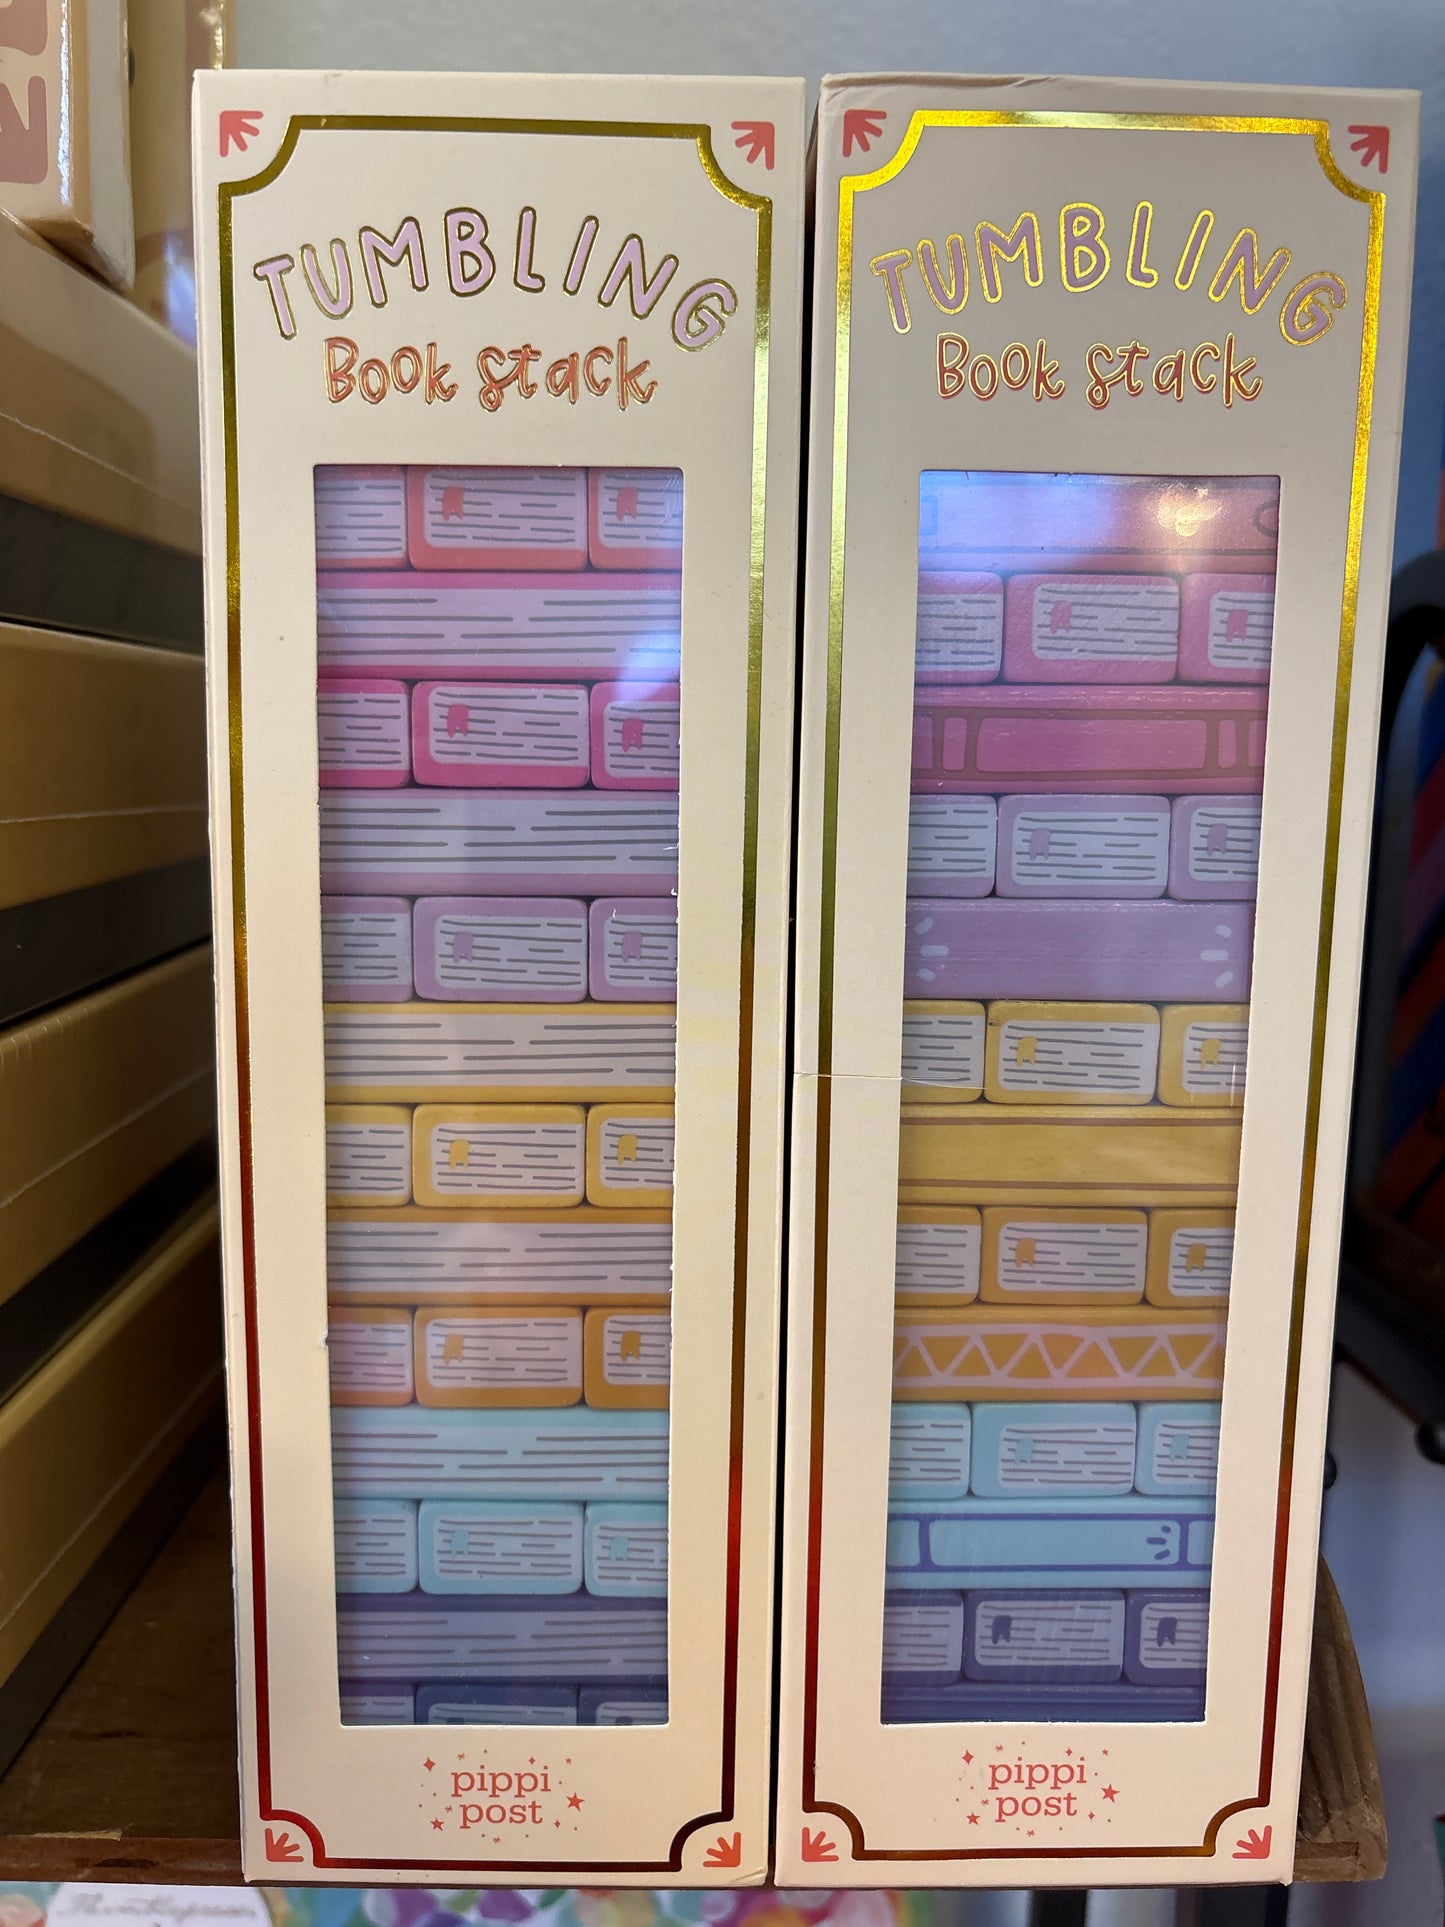 TUMBLING
Book Stack
pippi
post
TUMBLING
Book Stack
pippi
post